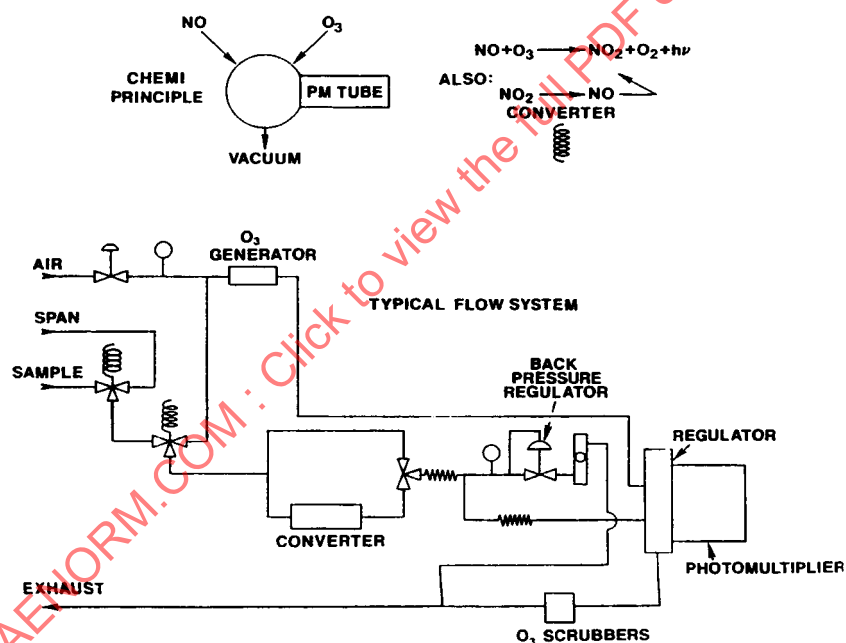 NO
O3
CHEMI
PRINCIPLE
PM TUBE
VACUUM
NO+O3 → NO2+O2+hν
ALSO:
NO2 → NO
CONVERTER
O3
GENERATOR
AIR
TYPICAL FLOW SYSTEM
SPAN
SAMPLE
BACK
PRESSURE
REGULATOR
REGULATOR
CONVERTER
PHOTOMULTIPLIER
EXHAUST
O3 SCRUBBERS
AENORM.COM : Click to view the full PDF